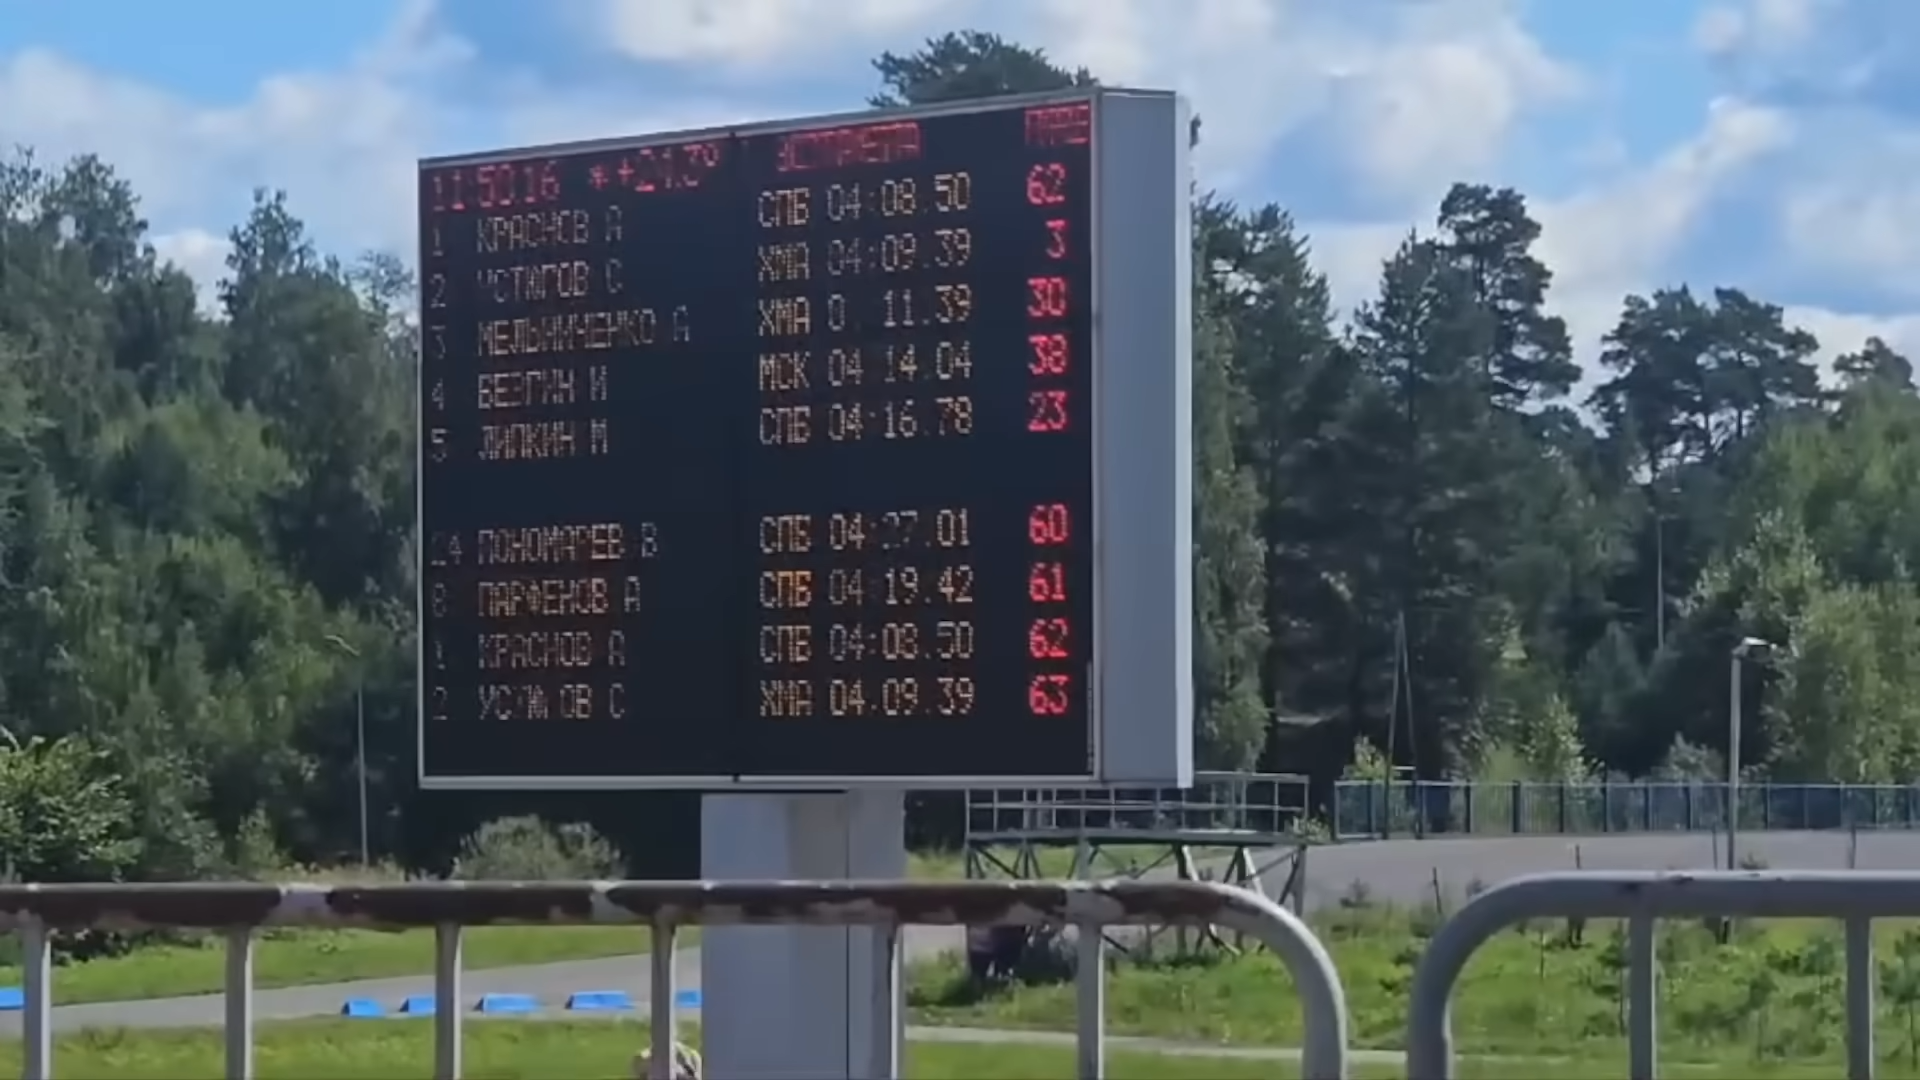 11:50:16 *+21.3°
1 КРАСНОВ А СПБ 04:08.50 62
2 УСТЮГОВ С ХМА 04:09.39 3
3 МЕЛЬНИЧЕНКО А ХМА 0 11.39 30
4 ВЕЗГИН И МСК 04 14.04 38
5 ЛИПКИН М СПБ 04:16.78 23
24 ПОНОМАРЕВ В СПБ 04:27.01 60
8 ПАРФЕНОВ А СПБ 04 19.42 61
1 КРАСНОВ А СПБ 04:08.50 62
2 ХМА 04.09.39 63